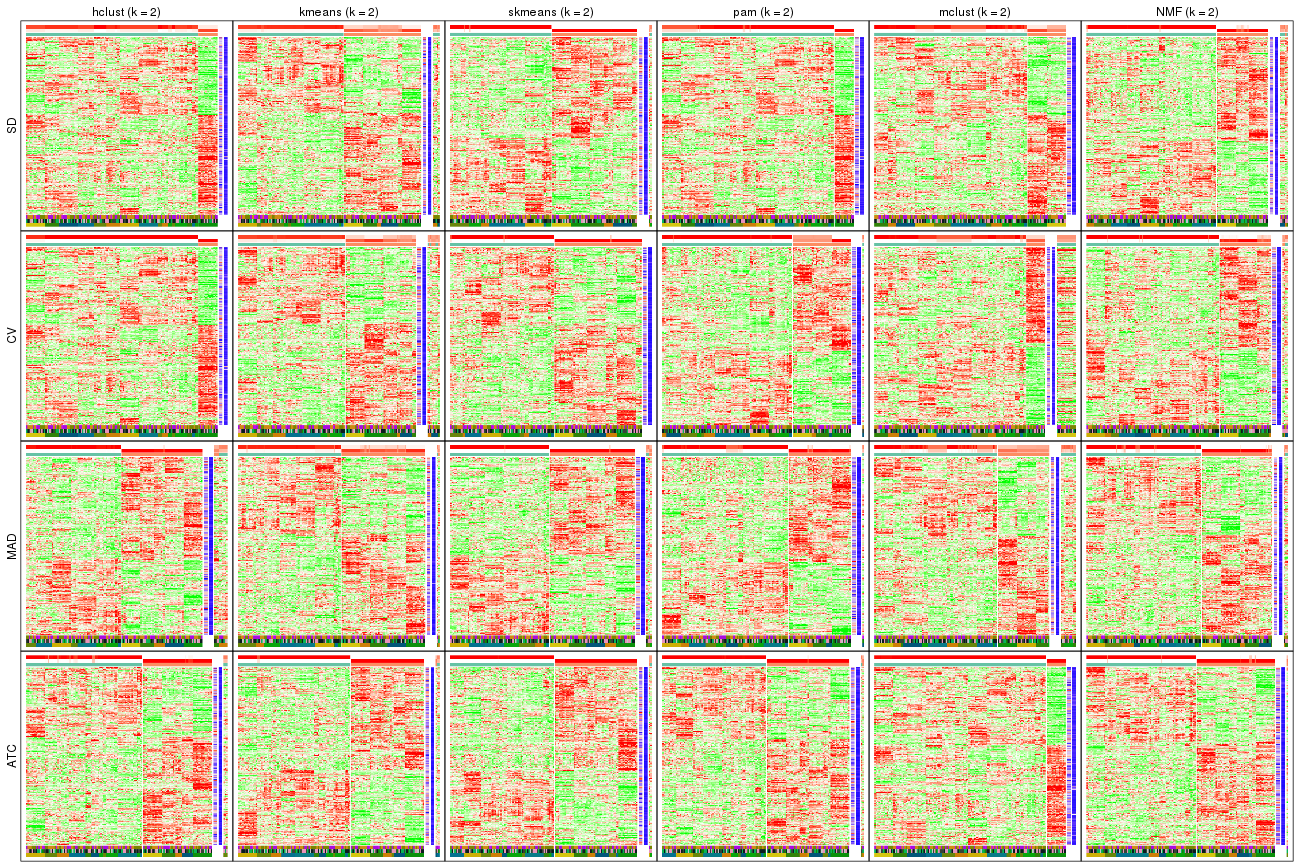 hclust (k = 2) kmeans (k = 2) skmeans (k = 2) pam (k = 2) mclust (k = 2) NMF (k = 2)
SD
CV
MAD
ATC